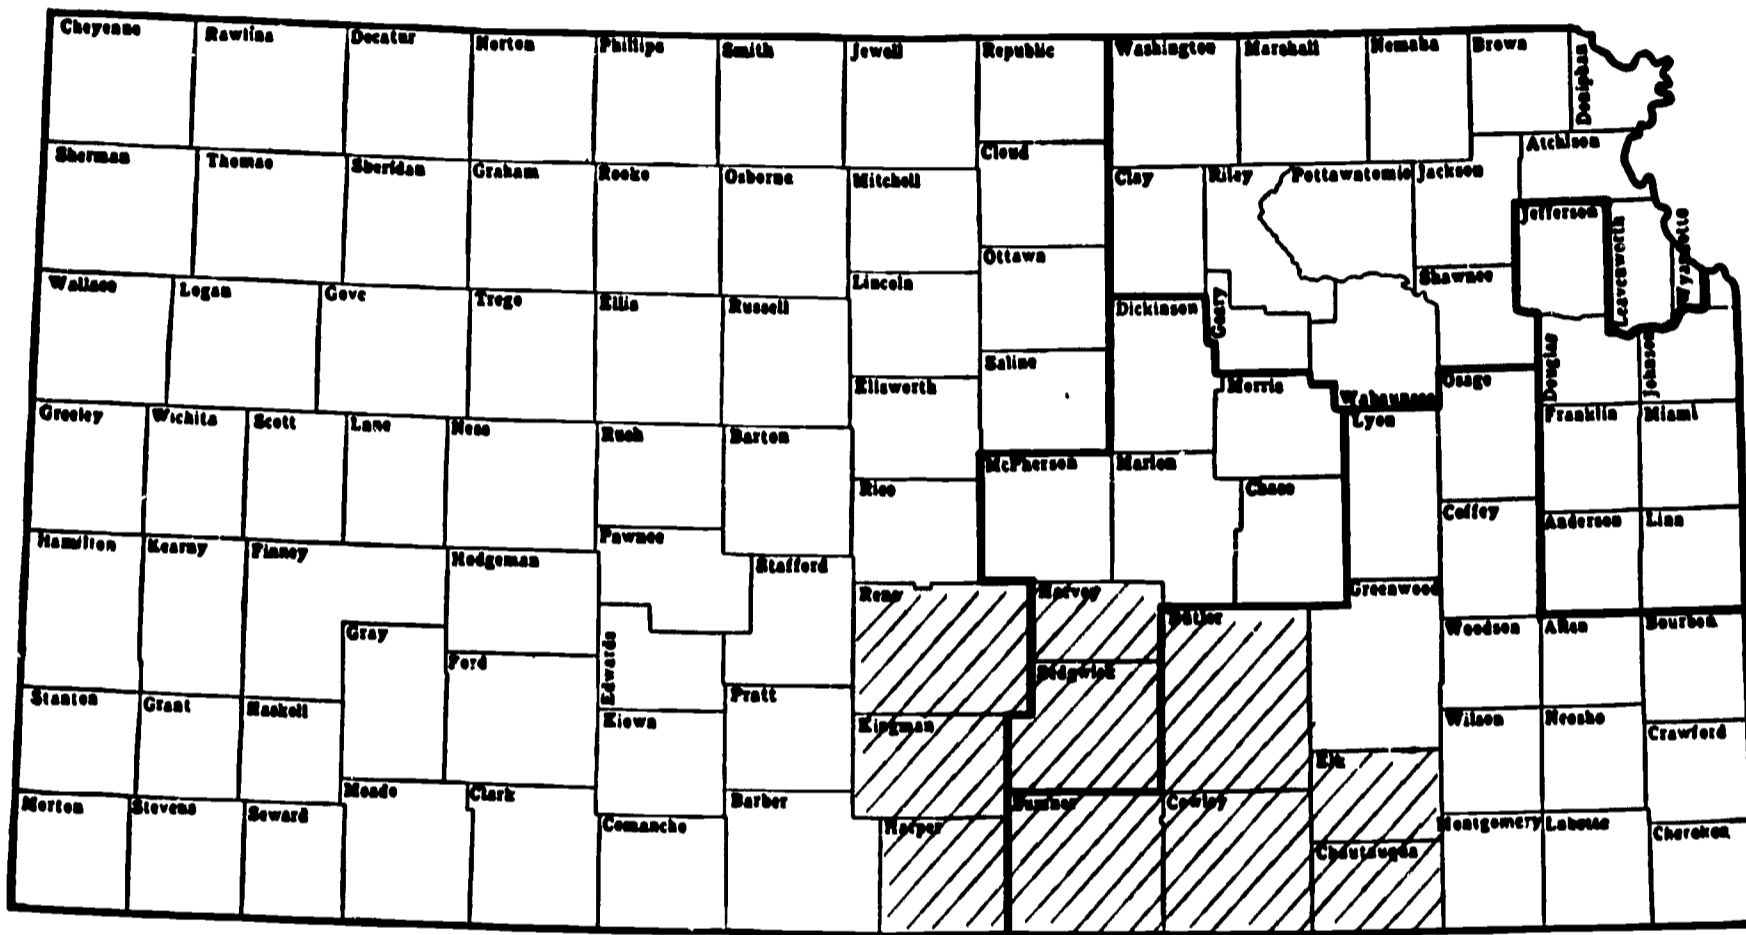 Cheyenne
Rawlins
Decatur
Norton
Phillips
Smith
Jewell
Republic
Washington
Marshall
Nemaha
Brown
Doniphan
Sherman
Thomas
Sheridan
Graham
Rooks
Osborne
Mitchell
Cloud
Clay
Riley
Pottawatomie
Jackson
Atchison
Jefferson
Leavenworth
Wyandotte
Wallace
Logan
Gove
Trego
Ellis
Russell
Lincoln
Ottawa
Dickinson
Geary
Shawnee
Douglas
Johnson
Greeley
Wichita
Scott
Lane
Ness
Rush
Barton
Ellsworth
Saline
Morris
Wabaunsee
Osage
Franklin
Miami
Rice
McPherson
Marion
Chase
Lyon
Coffey
Anderson
Linn
Hamilton
Kearny
Finney
Hodgeman
Pawnee
Stafford
Reno
Harvey
Butler
Greenwood
Woodson
Allen
Bourbon
Gray
Ford
Edwards
Pratt
Sedgwick
Stanton
Grant
Haskell
Kiowa
Kingman
Elk
Wilson
Neosho
Crawford
Morton
Stevens
Seward
Meade
Clark
Comanche
Barber
Harper
Sumner
Cowley
Chautauqua
Montgomery
Labette
Cherokee